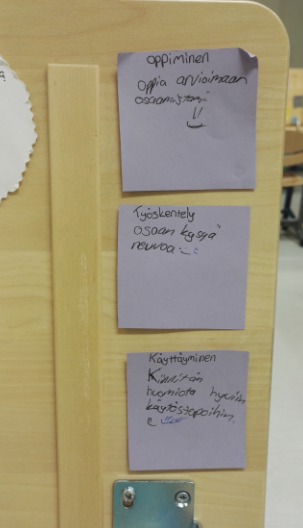 oppiminen
oppia arvioimaan
osaamistani
Työskentely
osaan kysyä
neuvoa
Käyttäytyminen
Kiinnitän
huomiota hyviin
käytöstapoihin